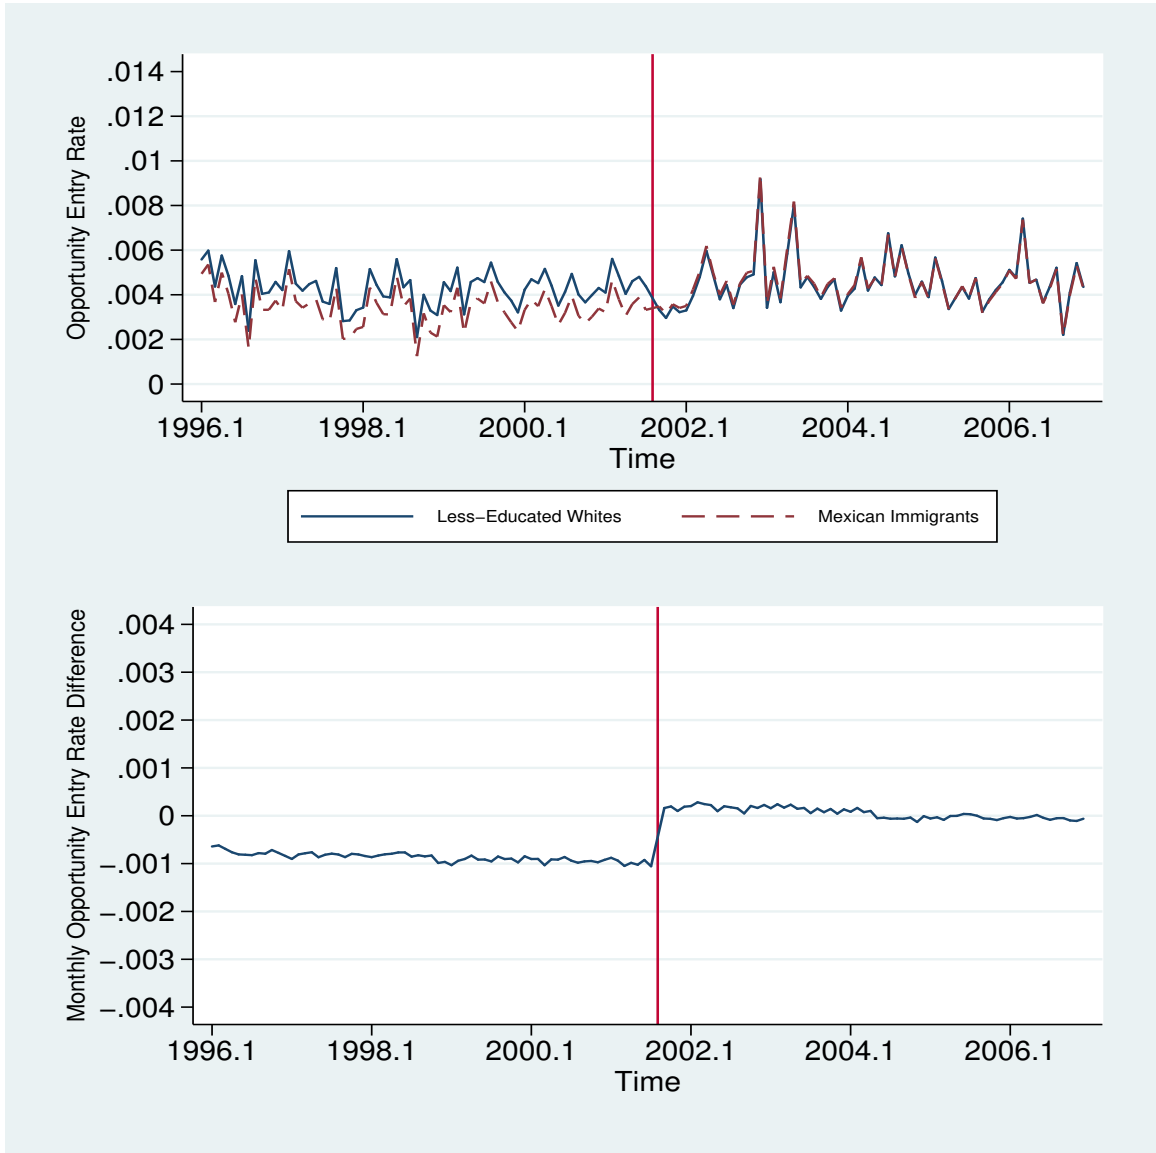 Opportunity Entry Rate
.014
.012
.01
.008
.006
.004
.002
0
1996.1 1998.1 2000.1 2002.1 2004.1 2006.1
Time
Less−Educated Whites Mexican Immigrants
Monthly Opportunity Entry Rate Difference
.004
.003
.002
.001
0
−.001
−.002
−.003
−.004
1996.1 1998.1 2000.1 2002.1 2004.1 2006.1
Time